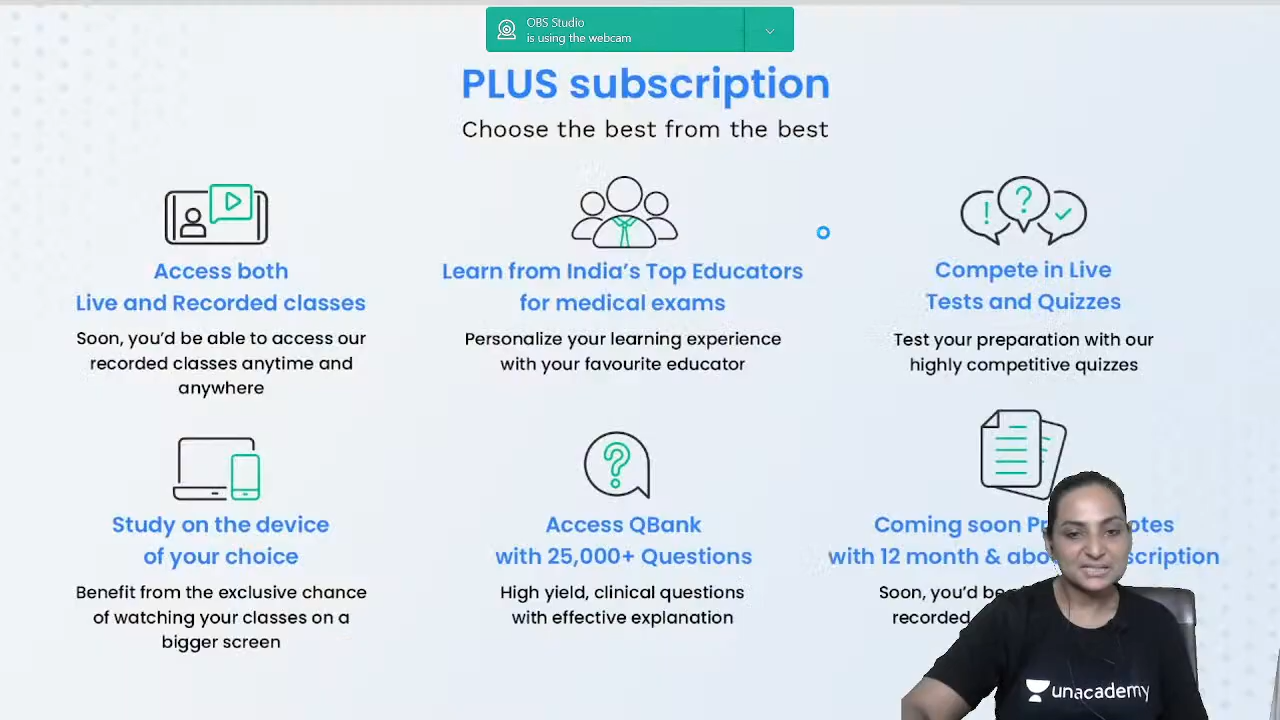 OBS Studio
is using the webcam
PLUS subscription
Choose the best from the best
Access both
Live and Recorded classes
Soon, you'd be able to access our
recorded classes anytime and
anywhere
Learn from India's Top Educators
for medical exams
Personalize your learning experience
with your favourite educator
Compete in Live
Tests and Quizzes
Test your preparation with our
highly competitive quizzes
Study on the device
of your choice
Benefit from the exclusive chance
of watching your classes on a
bigger screen
Access QBank
with 25,000+ Questions
High yield, clinical questions
with effective explanation
Coming soon
with 12 month &
Soon, you'd be
recorded
unacademy